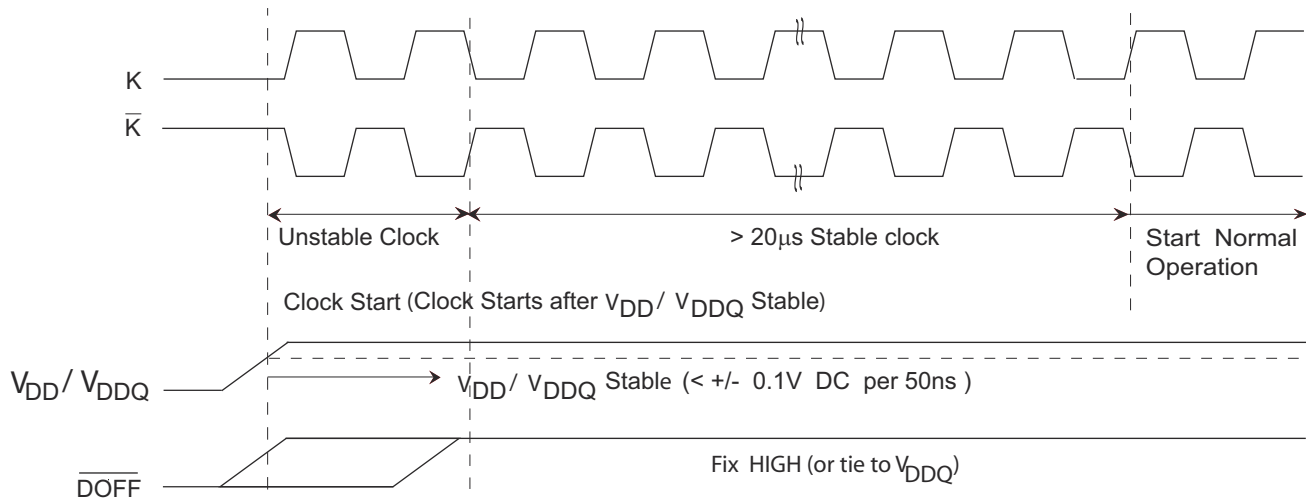 K
K̅
Unstable Clock
> 20μs Stable clock
Start Normal
Operation
Clock Start (Clock Starts after VDD / VDDQ Stable)
VDD / VDDQ
VDD / VDDQ Stable (< +/- 0.1V DC per 50ns )
D̅O̅F̅F̅
Fix HIGH (or tie to VDDQ)